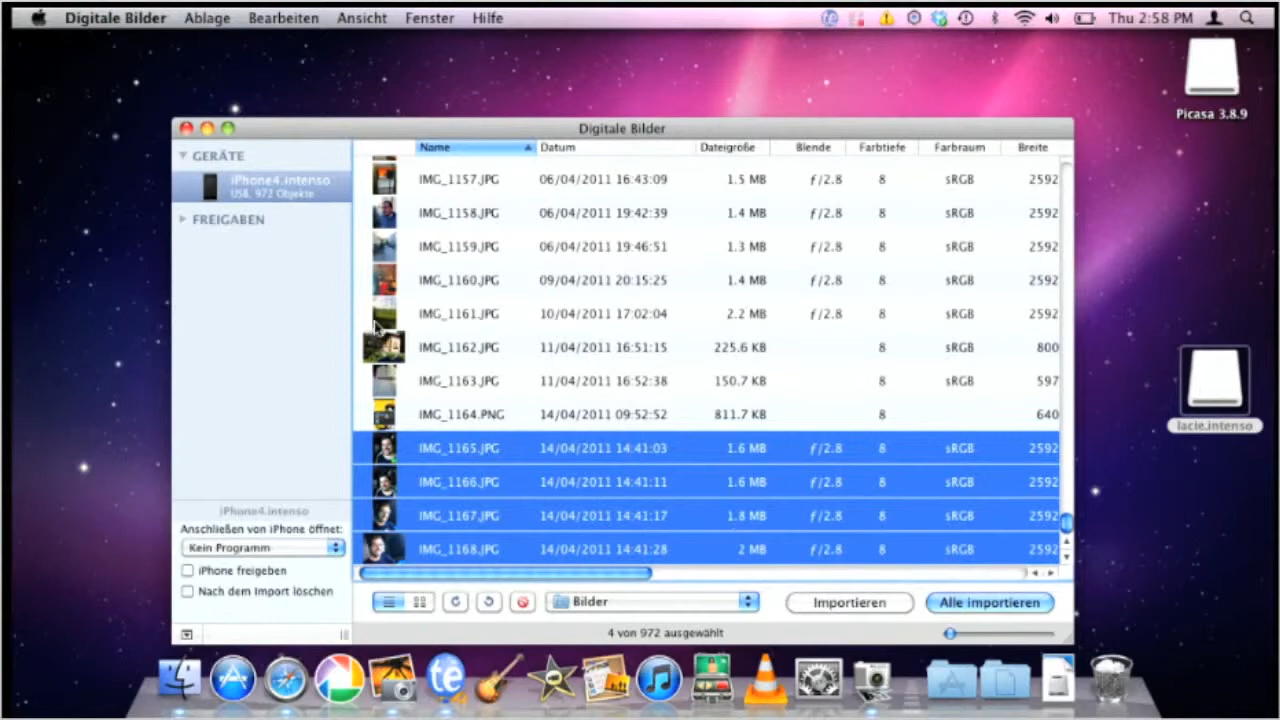 Digitale Bilder Ablage Bearbeiten Ansicht Fenster Hilfe Thu 2:58 PM
Picasa 3.8.9
Digitale Bilder
GERÄTE
iPhone4.intenso
USB, 972 Objekte
FREIGABEN
Name Datum Dateigröße Blende Farbtiefe Farbraum Breite
IMG_1157.JPG 06/04/2011 16:43:09 1.5 MB ƒ/2.8 8 sRGB 2592
IMG_1158.JPG 06/04/2011 19:42:39 1.4 MB ƒ/2.8 8 sRGB 2592
IMG_1159.JPG 06/04/2011 19:46:51 1.3 MB ƒ/2.8 8 sRGB 2592
IMG_1160.JPG 09/04/2011 20:15:25 1.4 MB ƒ/2.8 8 sRGB 2592
IMG_1161.JPG 10/04/2011 17:02:04 2.2 MB ƒ/2.8 8 sRGB 2592
IMG_1162.JPG 11/04/2011 16:51:15 225.6 KB 8 sRGB 800
IMG_1163.JPG 11/04/2011 16:52:38 150.7 KB 8 sRGB 597
IMG_1164.PNG 14/04/2011 09:52:52 811.7 KB 8 640
IMG_1165.JPG 14/04/2011 14:41:03 1.6 MB ƒ/2.8 8 sRGB 2592
IMG_1166.JPG 14/04/2011 14:41:11 1.6 MB ƒ/2.8 8 sRGB 2592
IMG_1167.JPG 14/04/2011 14:41:17 1.8 MB ƒ/2.8 8 sRGB 2592
IMG_1168.JPG 14/04/2011 14:41:28 2 MB ƒ/2.8 8 sRGB 2592
lacie.intenso
iPhone4.intenso
Anschließen von iPhone öffnet:
Kein Programm
iPhone freigeben
Nach dem Import löschen
Bilder
Importieren
Alle importieren
4 von 972 ausgewählt
te